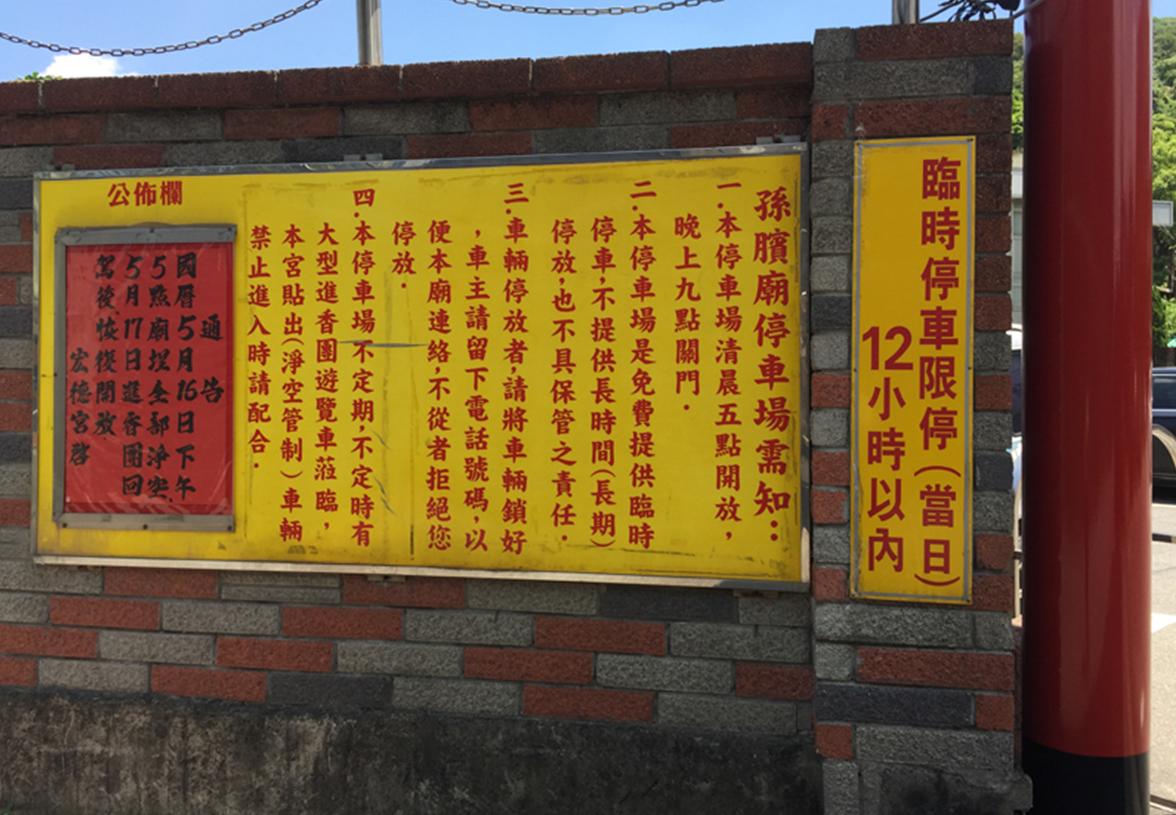 臨時停車限停(當日)
12小時以內
孫臏廟停車場需知：
一.本停車場清晨五點開放，
晚上九點關門.
二.本停車場是免費提供臨時
停車,不提供長時間(長期)
停放,也不具保管之責任.
三.車輛停放者,請將車輛鎖好
，車主請留下電話號碼,以
便本廟連絡,不從者拒絕您
停放.
四.本停車場不定期,不定時有
大型進香團遊覽車蒞臨，
本宮貼出(淨空管制)車輛
禁止進入時請配合.
公佈欄
通告
國曆5月16日下午
5點廟埕全部淨空、
5月17日進香團回
駕後恢復開放
宏德宮啓